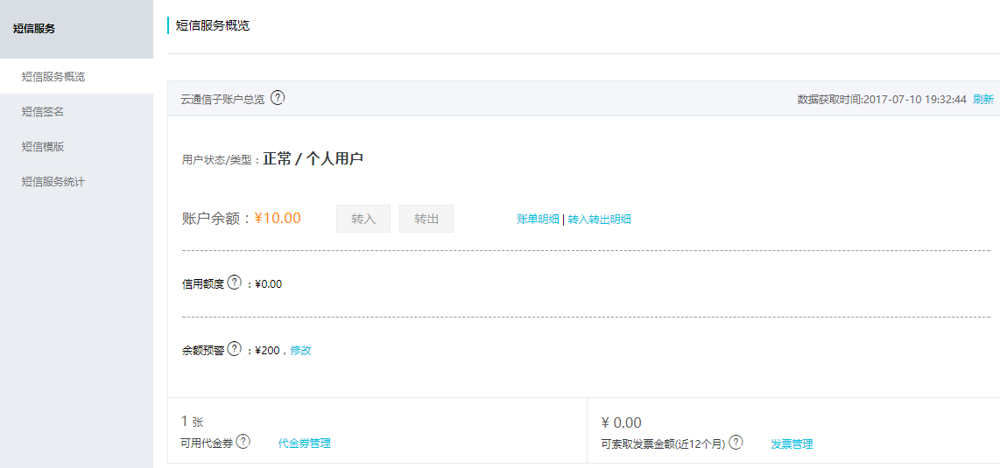 短信服务
短信服务概览
短信签名
短信模版
短信服务统计
短信服务概览
云通信子账户总览 ?
数据获取时间:2017-07-10 19:32:44 刷新
用户状态/类型：正常 / 个人用户
账户余额：¥10.00 转入 转出 账单明细 | 转入转出明细
信用额度 ? ：¥0.00
余额预警 ? ：¥200，修改
1 张
可用代金券 ? 代金券管理
¥ 0.00
可索取发票金额(近12个月) ? 发票管理